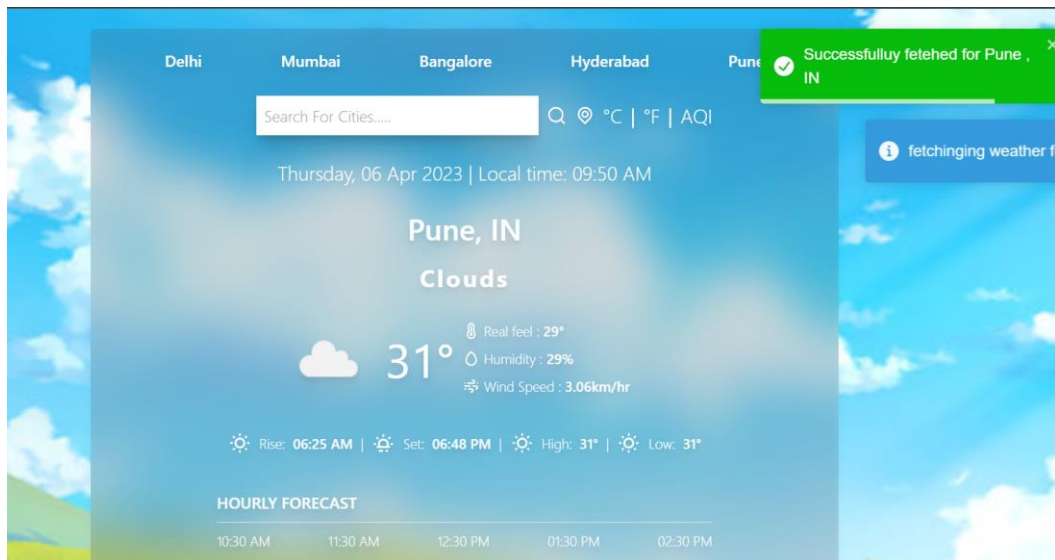 Delhi Mumbai Bangalore Hyderabad Pune
Successfulluy fetehed for Pune ,
IN
Search For Cities.....
°C | °F | AQI
fetchinging weather f
Thursday, 06 Apr 2023 | Local time: 09:50 AM
Pune, IN
Clouds
31°
Real feel : 29°
Humidity : 29%
Wind Speed : 3.06km/hr
Rise: 06:25 AM | Set: 06:48 PM | High: 31° | Low: 31°
HOURLY FORECAST
10:30 AM 11:30 AM 12:30 PM 01:30 PM 02:30 PM